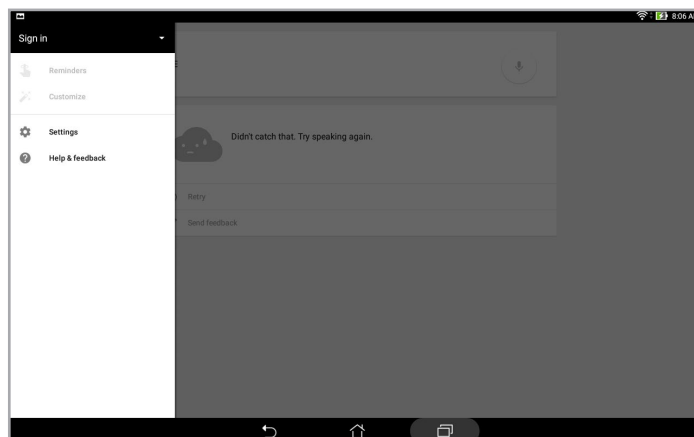 8:06 A
Sign in
Reminders
Customize
Settings
Help & feedback
Didn't catch that. Try speaking again.
Retry
Send feedback